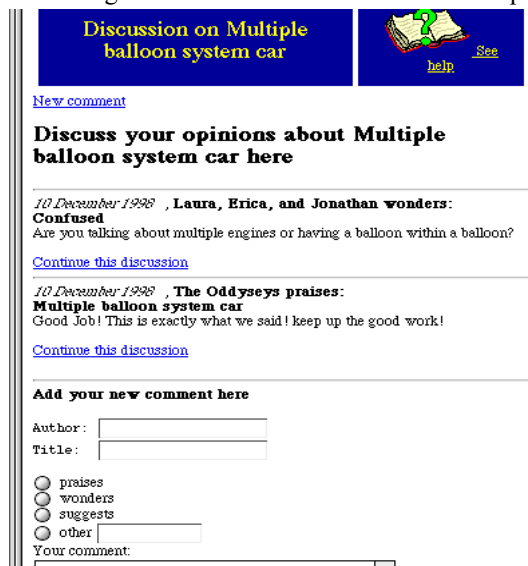 Discussion on Multiple
balloon system car
?
See
help
New comment
Discuss your opinions about Multiple
balloon system car here
10 December 1998 , Laura, Erica, and Jonathan wonders:
Confused
Are you talking about multiple engines or having a balloon within a balloon?
Continue this discussion
10 December 1998 , The Oddyseys praises:
Multiple balloon system car
Good Job! This is exactly what we said! keep up the good work!
Continue this discussion
Add your new comment here
Author:
Title:
praises
wonders
suggests
other
Your comment: